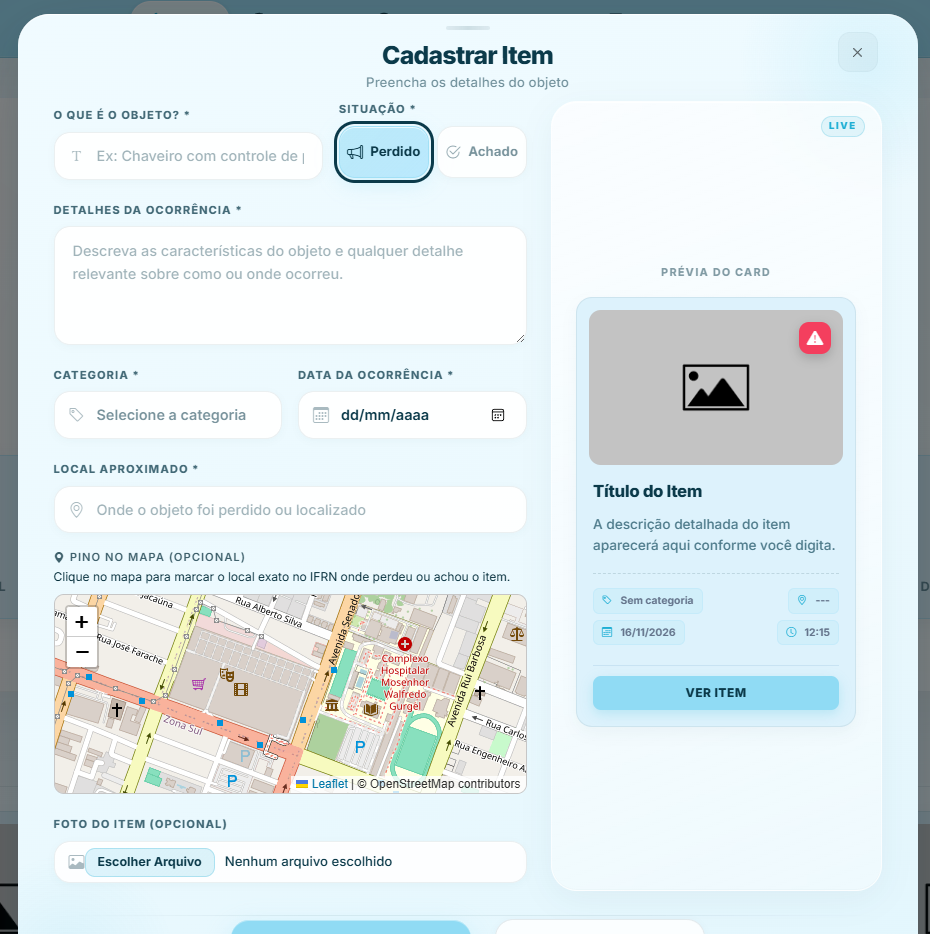 Cadastrar Item
Preencha os detalhes do objeto
O QUE É O OBJETO? *
SITUAÇÃO *
Ex: Chaveiro com controle de
Perdido
Achado
DETALHES DA OCORRÊNCIA *
Descreva as características do objeto e qualquer detalhe
relevante sobre como ou onde ocorreu.
CATEGORIA *
DATA DA OCORRÊNCIA *
Selecione a categoria
dd/mm/aaaa
LOCAL APROXIMADO *
Onde o objeto foi perdido ou localizado
PINO NO MAPA (OPCIONAL)
Clique no mapa para marcar o local exato no IFRN onde perdeu ou achou o item.
+
−
Rua Alberto Silva
Rua José Farache
Avenida Senado
Complexo
Hospitalar
Mosenhor
Walfredo
Gurgel
Avenida Rui Barbosa
Zona Sul
Rua Carlos
Rua Engenheiro A
P
P
P
Leaflet | © OpenStreetMap contributors
FOTO DO ITEM (OPCIONAL)
Escolher Arquivo
Nenhum arquivo escolhido
LIVE
PRÉVIA DO CARD
Título do Item
A descrição detalhada do item
aparecerá aqui conforme você digita.
Sem categoria
---
16/11/2026
12:15
VER ITEM